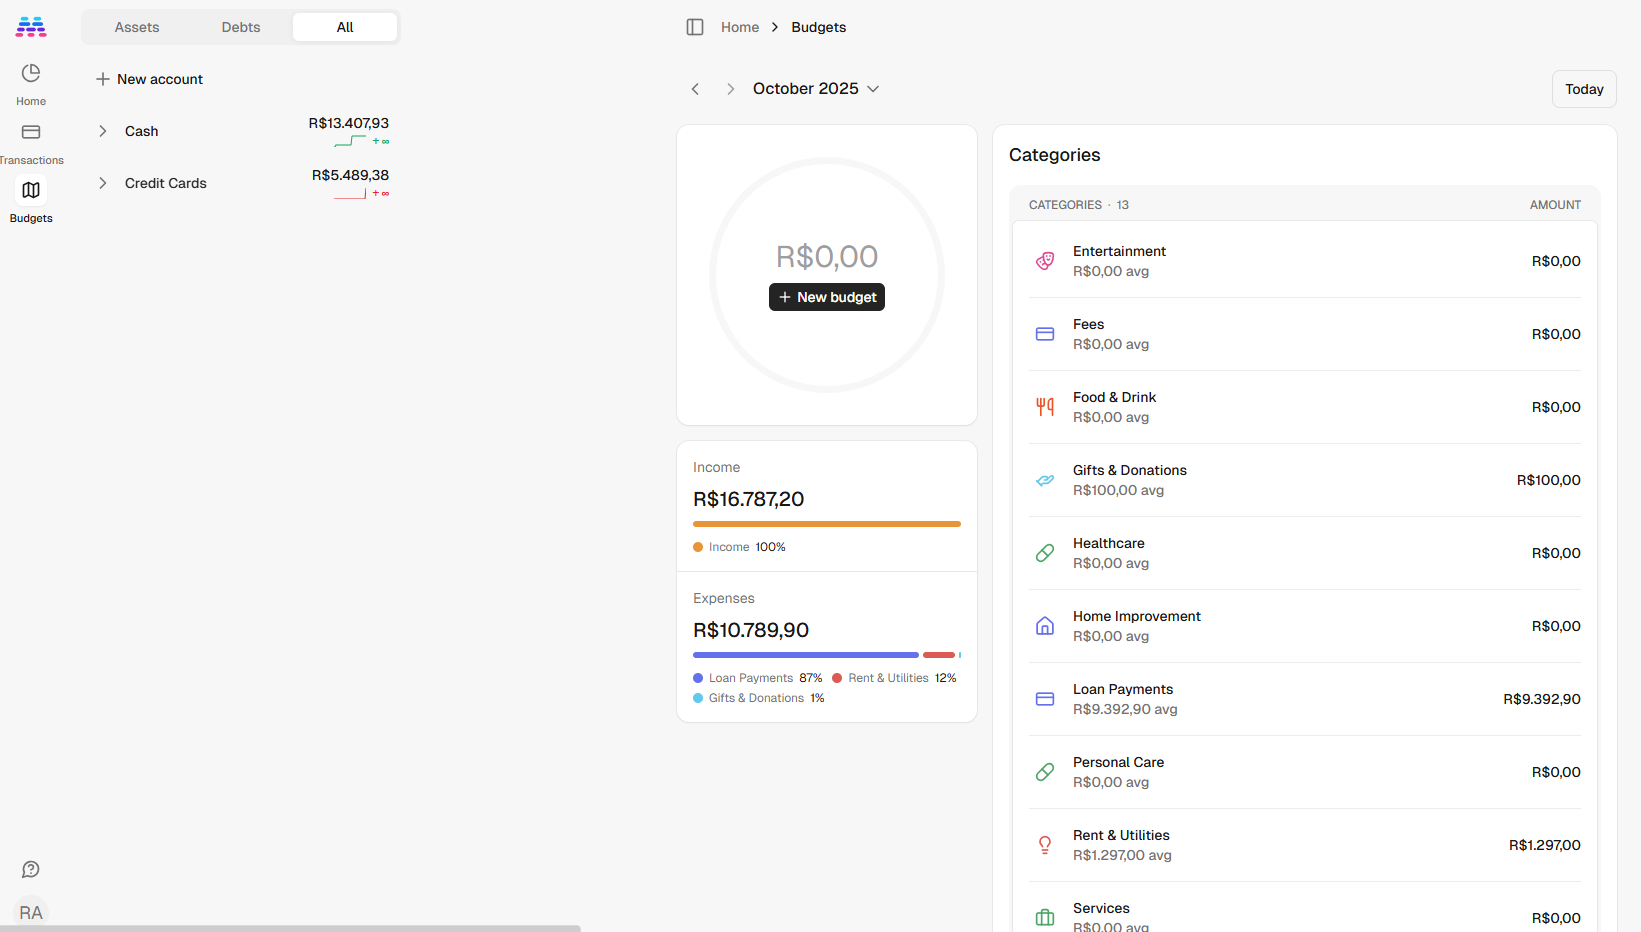 Assets
Debts
All
Home
Transactions
Budgets
New account
Cash
R$13.407,93
+ ∞
Credit Cards
R$5.489,38
+ ∞
RA
Home > Budgets
October 2025
Today
R$0,00
+ New budget
Income
R$16.787,20
Income 100%
Expenses
R$10.789,90
Loan Payments 87% Rent & Utilities 12%
Gifts & Donations 1%
Categories
CATEGORIES · 13
AMOUNT
Entertainment
R$0,00 avg
R$0,00
Fees
R$0,00 avg
R$0,00
Food & Drink
R$0,00 avg
R$0,00
Gifts & Donations
R$100,00 avg
R$100,00
Healthcare
R$0,00 avg
R$0,00
Home Improvement
R$0,00 avg
R$0,00
Loan Payments
R$9.392,90 avg
R$9.392,90
Personal Care
R$0,00 avg
R$0,00
Rent & Utilities
R$1.297,00 avg
R$1.297,00
Services
R$0,00 avg
R$0,00